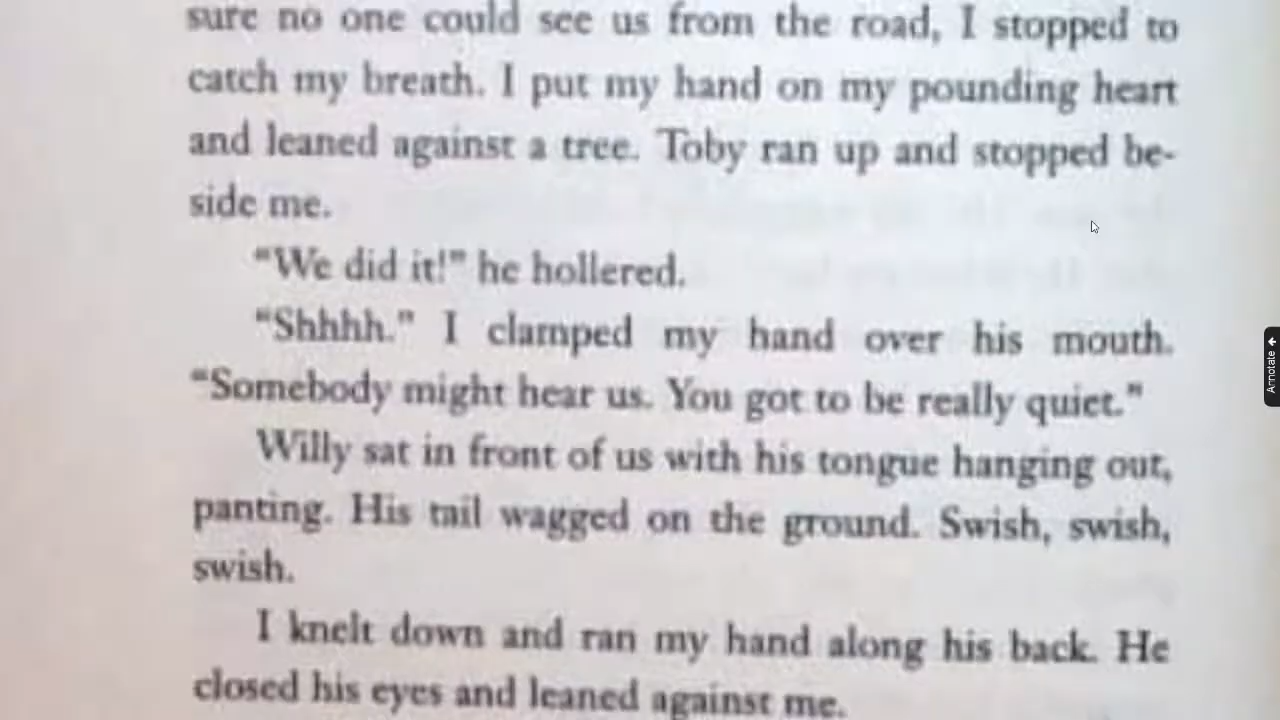 sure no one could see us from the road, I stopped to
catch my breath. I put my hand on my pounding heart
and leaned against a tree. Toby ran up and stopped be-
side me.
“We did it!” he hollered.
“Shhhh.” I clamped my hand over his mouth.
“Somebody might hear us. You got to be really quiet.”
Willy sat in front of us with his tongue hanging out,
panting. His tail wagged on the ground. Swish, swish,
swish.
I knelt down and ran my hand along his back. He
closed his eyes and leaned against me.
Annotate